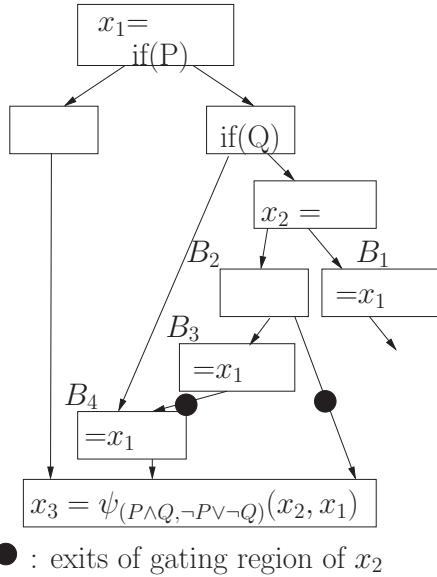 x₁=
if(P)
if(Q)
x₂ =
B₂
B₁
=x₁
B₃
=x₁
B₄
=x₁
x₃ = ψ₍P∧Q,¬P∨¬Q₎(x₂, x₁)
: exits of gating region of x₂